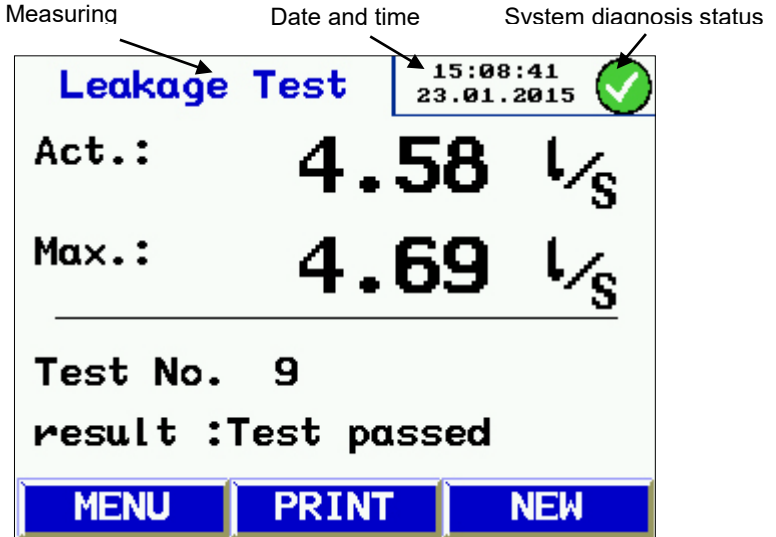 Measuring
Date and time
System diagnosis status
Leakage Test
15:08:41
23.01.2015
Act.: 4.58 l/s
Max.: 4.69 l/s
Test No. 9
result :Test passed
MENU PRINT NEW